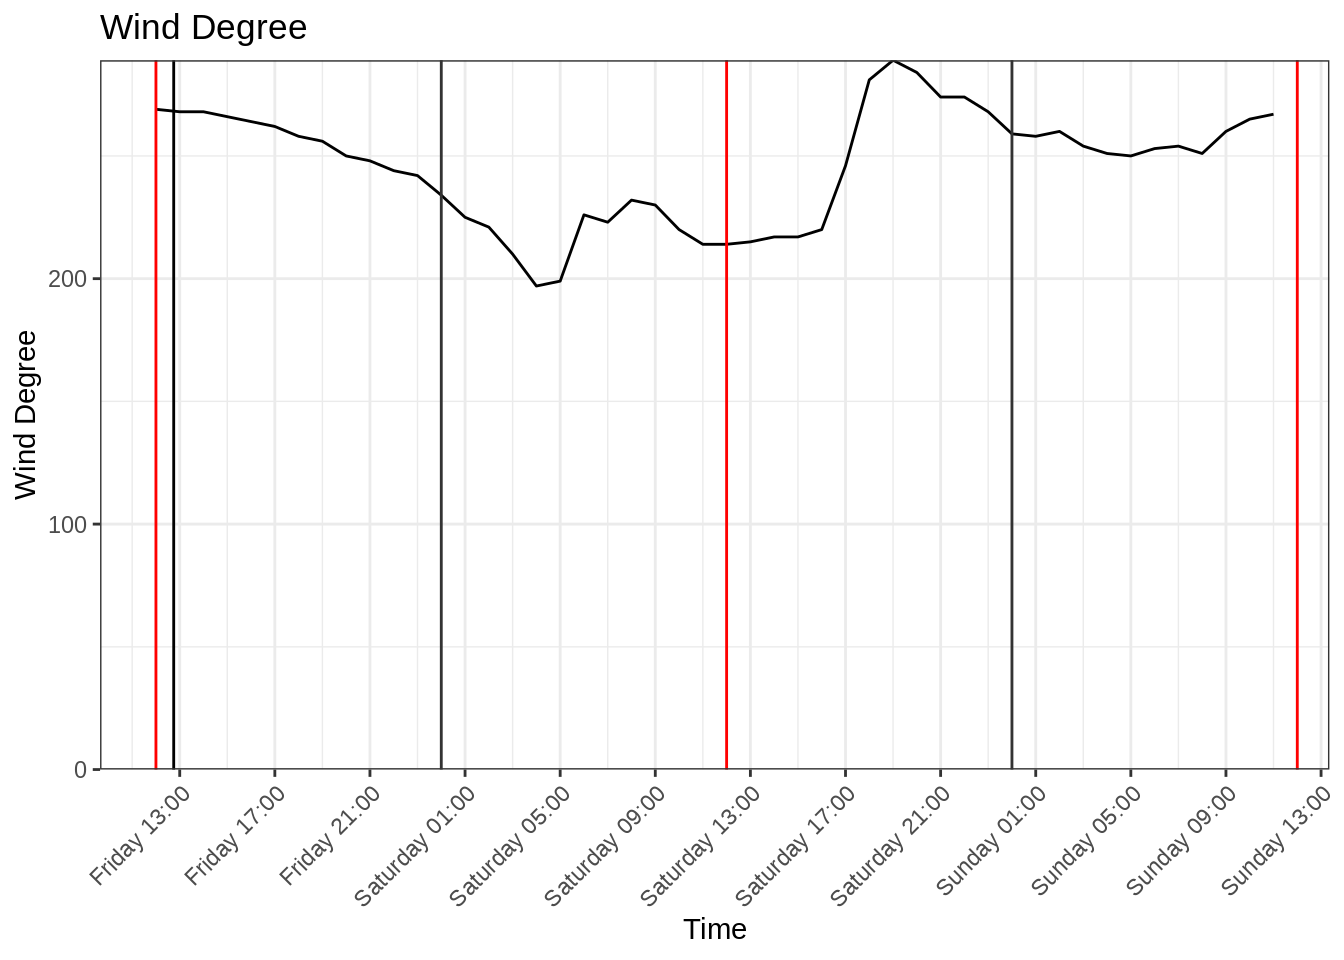 Wind Degree
Wind Degree
200
100
0
Friday 13:00
Friday 17:00
Friday 21:00
Saturday 01:00
Saturday 05:00
Saturday 09:00
Saturday 13:00
Saturday 17:00
Saturday 21:00
Sunday 01:00
Sunday 05:00
Sunday 09:00
Sunday 13:00
Time